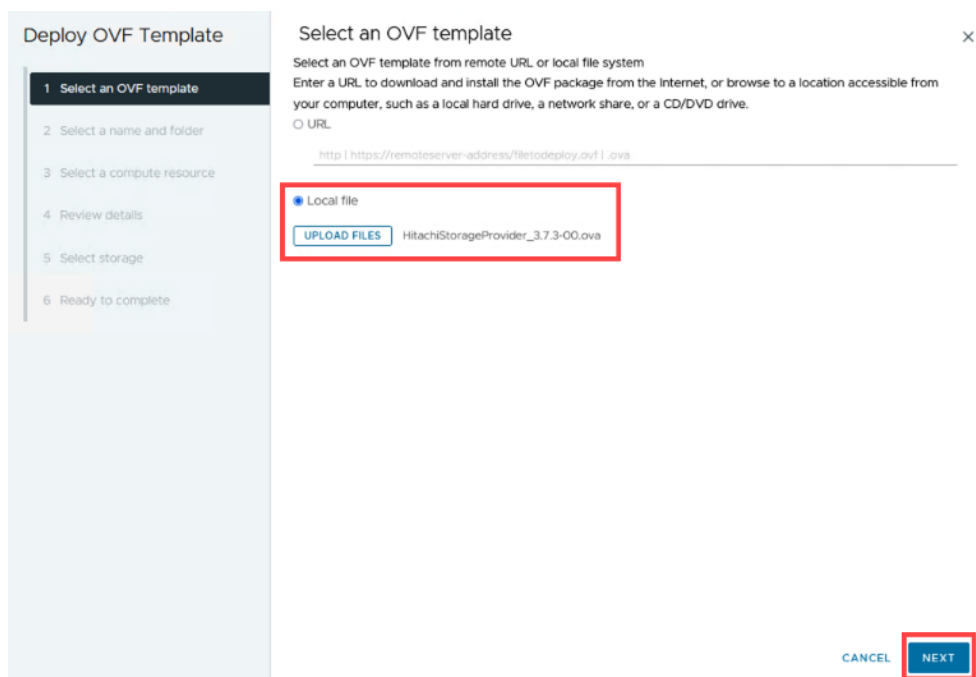 Deploy OVF Template
1 Select an OVF template
2 Select a name and folder
3 Select a compute resource
4 Review details
5 Select storage
6 Ready to complete
Select an OVF template
Select an OVF template from remote URL or local file system
Enter a URL to download and install the OVF package from the Internet, or browse to a location accessible from
your computer, such as a local hard drive, a network share, or a CD/DVD drive.
URL
http | https://remoteserver-address/filetodeploy.ovf | .ova
Local file
UPLOAD FILES HitachiStorageProvider_3.7.3-00.ova
CANCEL NEXT